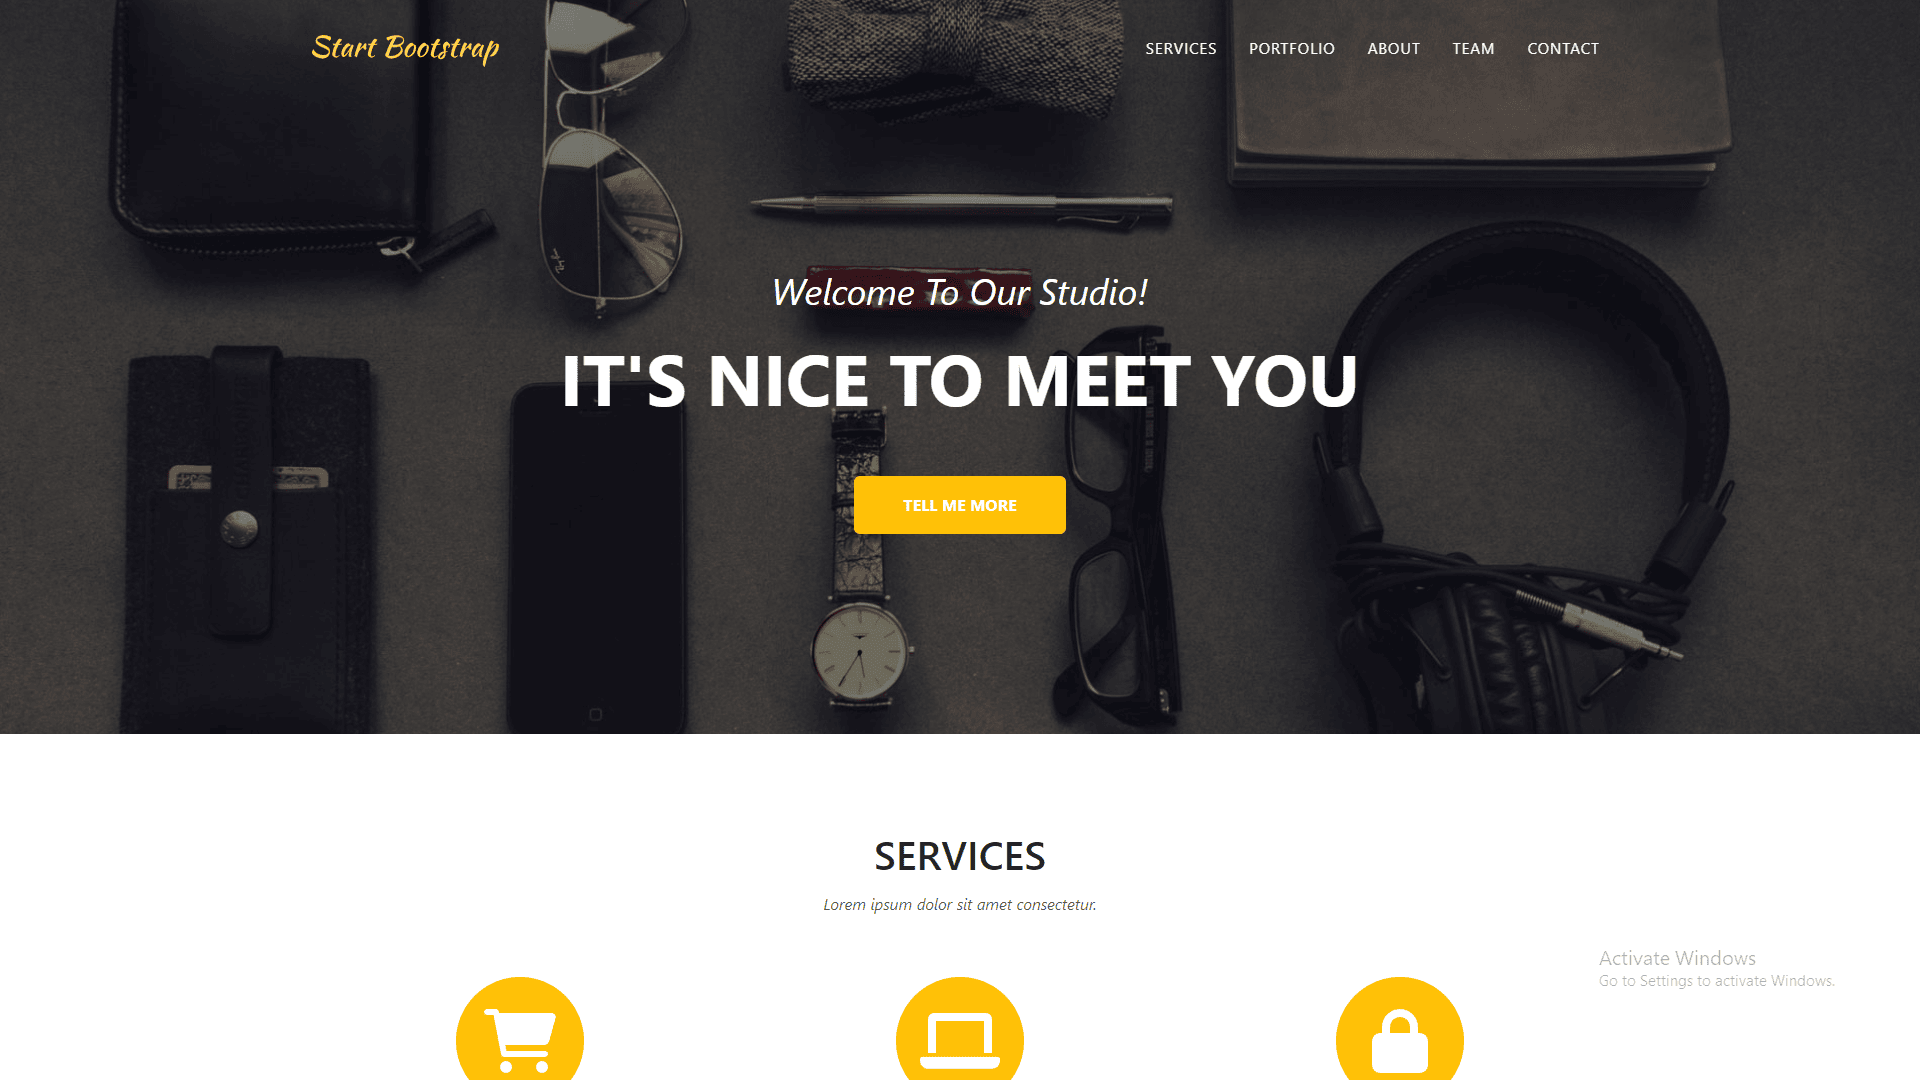 Start Bootstrap
SERVICES PORTFOLIO ABOUT TEAM CONTACT
Welcome To Our Studio!
IT'S NICE TO MEET YOU
TELL ME MORE
SERVICES
Lorem ipsum dolor sit amet consectetur.
Activate Windows
Go to Settings to activate Windows.